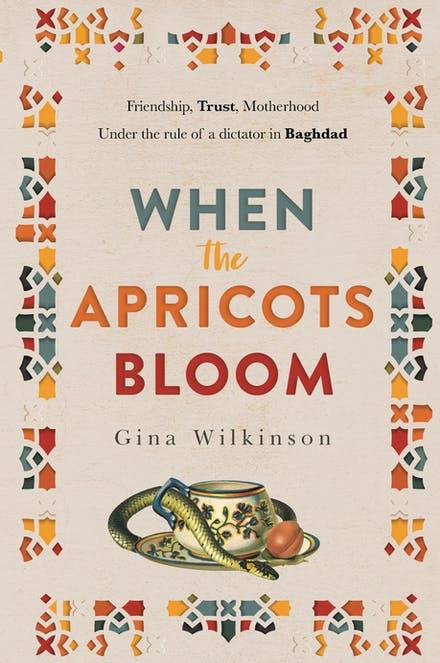 Friendship, Trust, Motherhood
Under the rule of a dictator in Baghdad
WHEN
the
APRICOTS
BLOOM
Gina Wilkinson